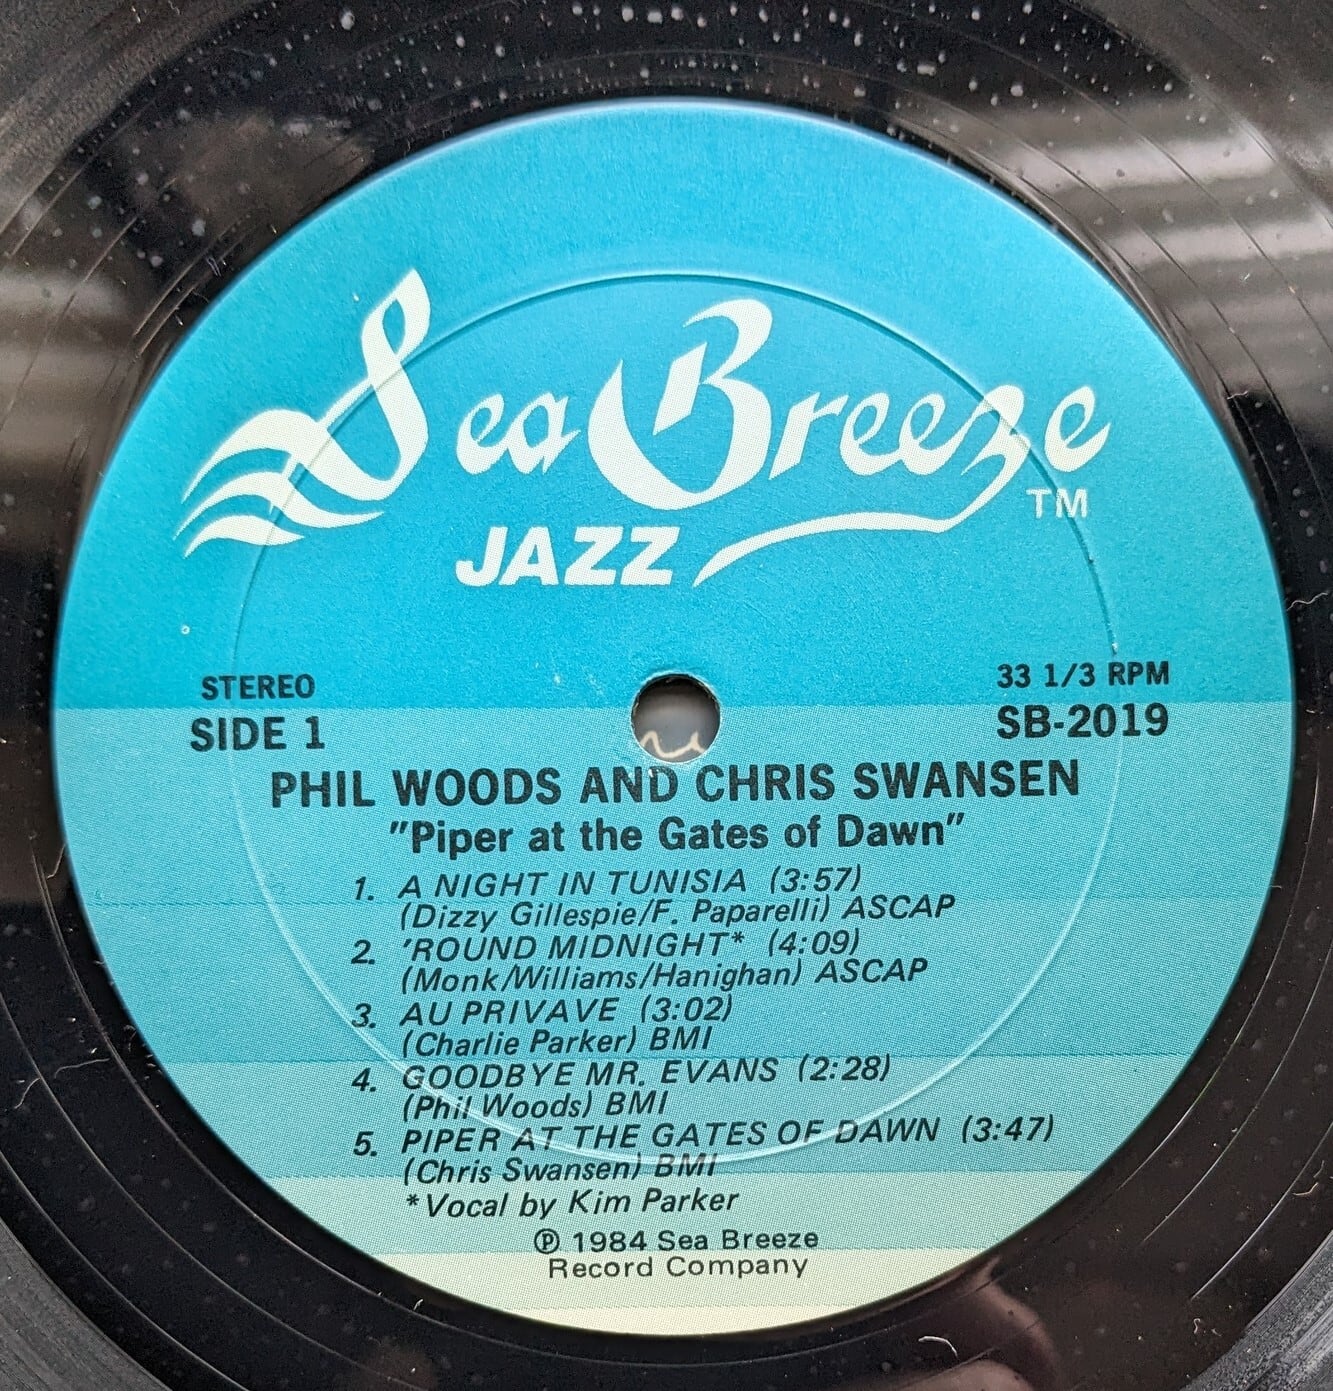 Sea Breeze
TM
JAZZ
STEREO
33 1/3 RPM
SIDE 1
SB-2019
PHIL WOODS AND CHRIS SWANSEN
"Piper at the Gates of Dawn"
1. A NIGHT IN TUNISIA (3:57)
(Dizzy Gillespie/F. Paparelli) ASCAP
2. 'ROUND MIDNIGHT* (4:09)
(Monk/Williams/Hanighan) ASCAP
3. AU PRIVAVE (3:02)
(Charlie Parker) BMI
4. GOODBYE MR. EVANS (2:28)
(Phil Woods) BMI
5. PIPER AT THE GATES OF DAWN (3:47)
(Chris Swansen) BMI
*Vocal by Kim Parker
℗ 1984 Sea Breeze
Record Company